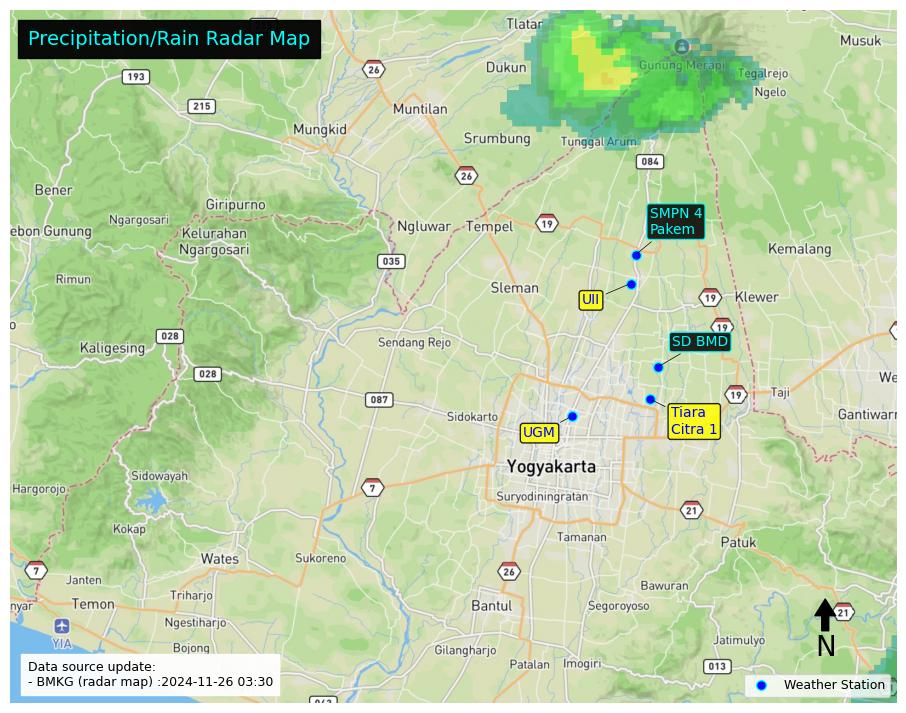 Precipitation/Rain Radar Map
Tlatar
Musuk
26
Dukun
Gunung Merapi
Tegalrejo
193
Ngelo
215
Muntilan
Mungkid
Srumbung
Tunggal Arum
084
26
Bener
Giripurno
SMPN 4
Pakem
Ngargosari
ebon Gunung
Kelurahan
Ngargosari
Ngluwar
Tempel
19
Kemalang
035
Rimun
Sleman
UII
19
Klewer
19
028
Sendang Rejo
SD BMD
Kaligesing
028
We
087
19
Taji
Sidokarto
Tiara
Citra 1
Gantiwarn
UGM
Yogyakarta
Sidowayah
Hargorojo
7
Suryodiningratan
21
Kokap
Tamanan
Patuk
Wates
Sukoreno
7
26
Janten
Bawuran
Triharjo
nyar
Temon
Bantul
Segoroyoso
21
Ngestiharjo
YIA
Bojong
Gilangharjo
Jatimulyo
N
Patalan
Imogiri
013
Data source update:
- BMKG (radar map) :2024-11-26 03:30
Weather Station